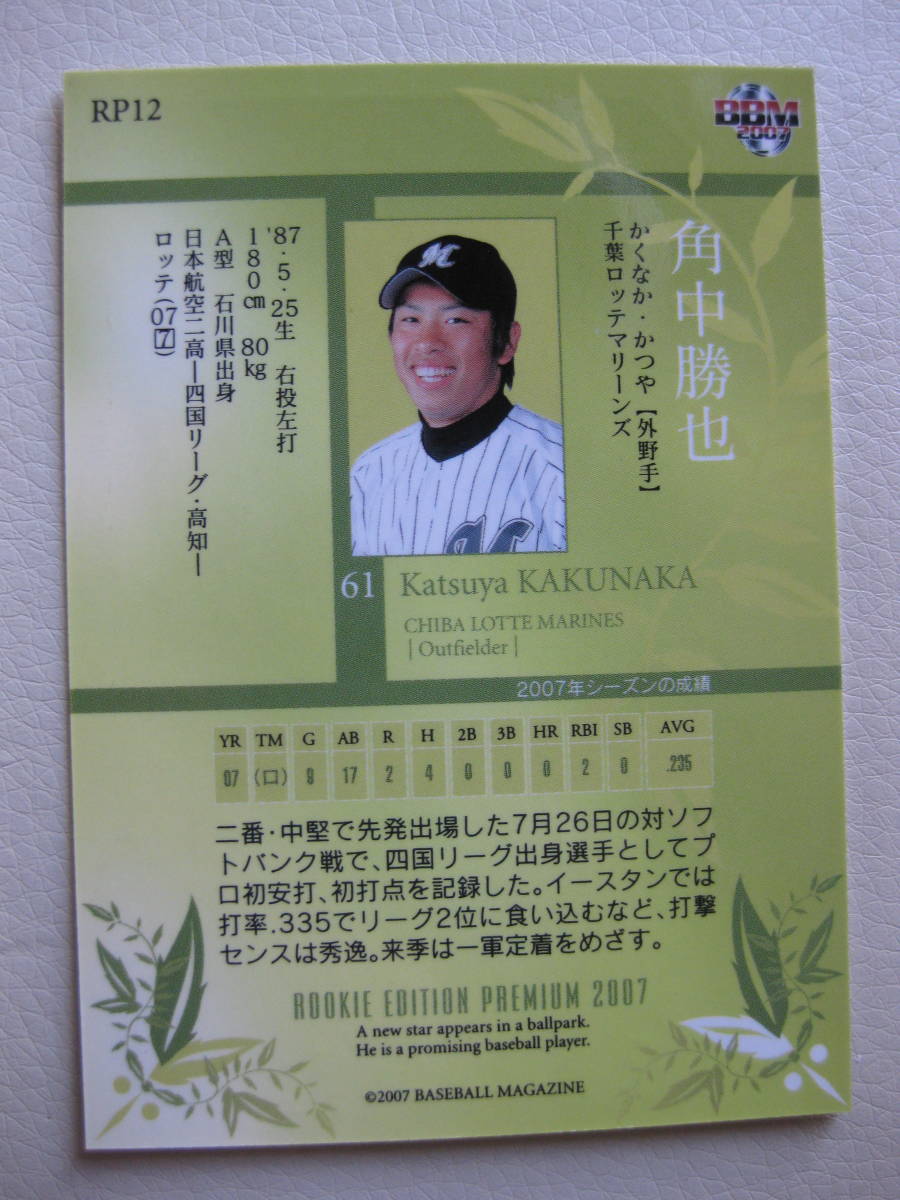 RP12
BBM
2007
角中勝也
かくなか・かつや【外野手】
千葉ロッテマリーンズ
'87・5・25生 右投左打
180㎝ 80kg
A型 石川県出身
日本航空二高―四国リーグ・高知―
ロッテ(07[7])
61 Katsuya KAKUNAKA
CHIBA LOTTE MARINES
| Outfielder |
2007年シーズンの成績
YR TM G AB R H 2B 3B HR RBI SB AVG
07 (ロ) 9 17 2 4 0 0 0 2 0 .235
二番・中堅で先発出場した7月26日の対ソフ
トバンク戦で、四国リーグ出身選手としてプ
ロ初安打、初打点を記録した。イースタンでは
打率.335でリーグ2位に食い込むなど、打撃
センスは秀逸。来季は一軍定着をめざす。
ROOKIE EDITION PREMIUM 2007
A new star appears in a ballpark.
He is a promising baseball player.
©2007 BASEBALL MAGAZINE